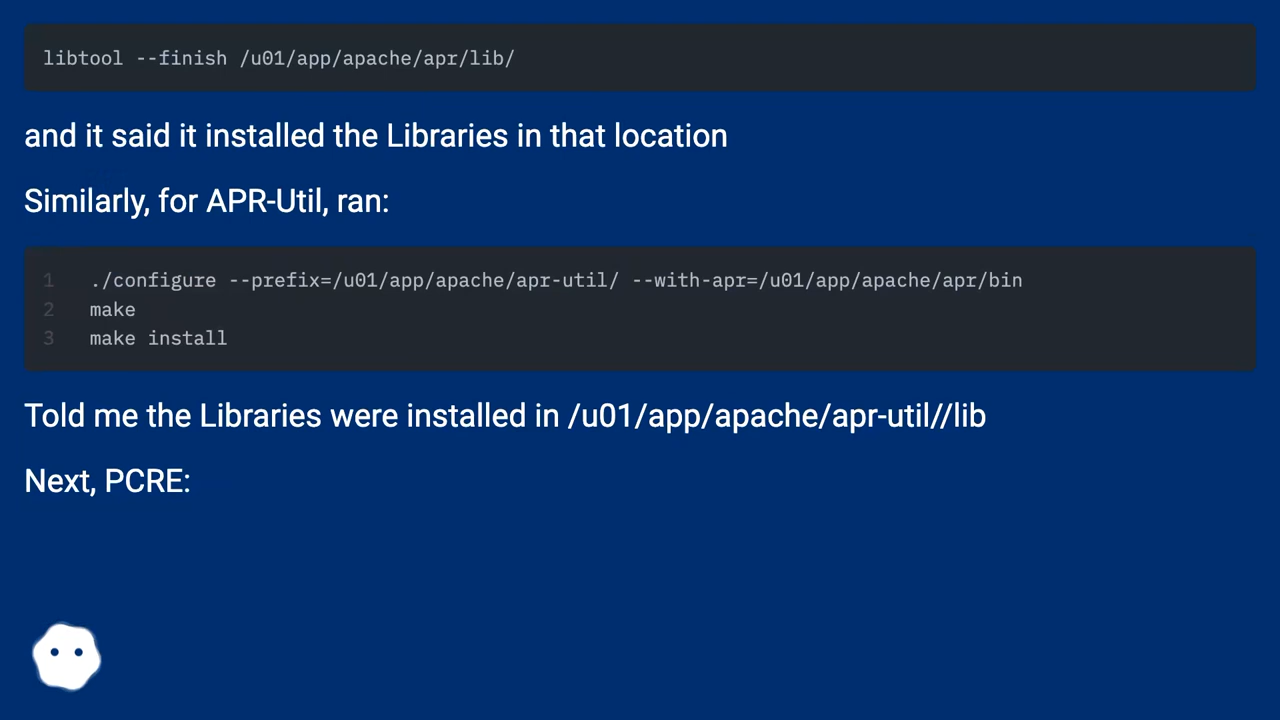 libtool --finish /u01/app/apache/apr/lib/
and it said it installed the Libraries in that location
Similarly, for APR-Util, ran:
1 ./configure --prefix=/u01/app/apache/apr-util/ --with-apr=/u01/app/apache/apr/bin
2 make
3 make install
Told me the Libraries were installed in /u01/app/apache/apr-util//lib
Next, PCRE: